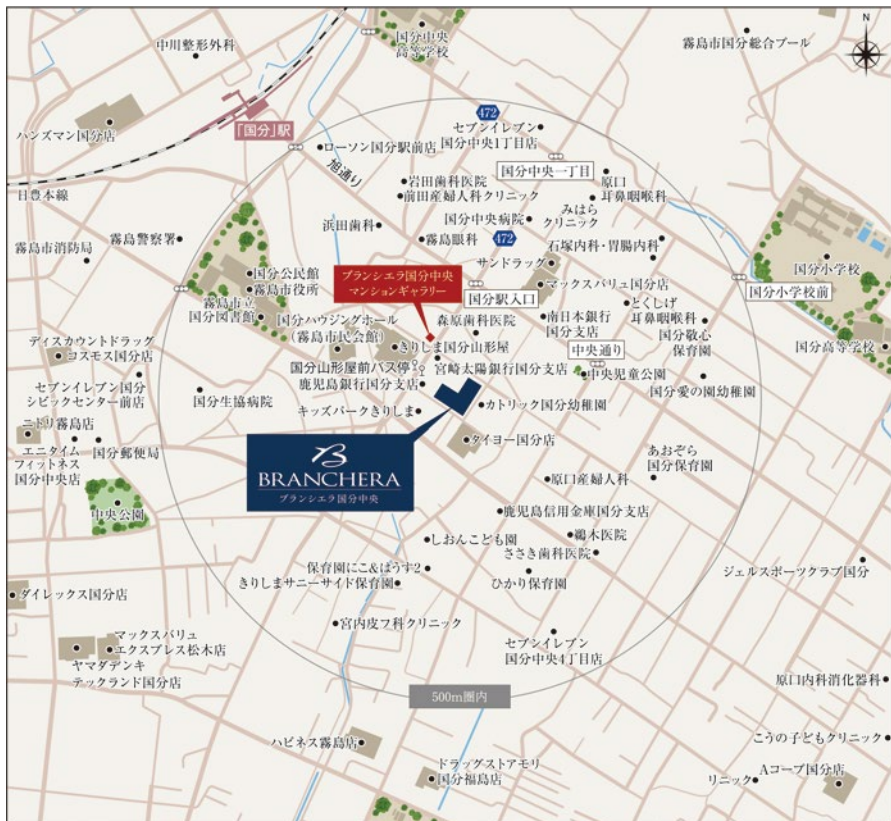 国分中央
高等学校
中川整形外科
霧島市国分総合プール
N
ハンズマン国分店
「国分」駅
472
セブンイレブン
国分中央1丁目店
ローソン国分駅前店
旭通り
国分中央一丁目
日豊本線
岩田歯科医院
前田産婦人科クリニック
原口
耳鼻咽喉科
みはら
クリニック
国分中央病院
浜田歯科
霧島眼科
472
石塚内科・胃腸内科
霧島警察署
霧島市消防局
サンドラッグ
国分小学校
国分公民館
霧島市役所
ブランシエラ国分中央
マンションギャラリー
国分駅入口
マックスバリュ国分店
国分小学校前
霧島市立
国分図書館
国分ハウジングホール
(霧島市民会館)
森原歯科医院
南日本銀行
国分支店
とくしげ
耳鼻咽喉科
国分敬心
保育園
国分高等学校
ディスカウントドラッグ
コスモス国分店
きりしま国分山形屋
中央通り
国分山形屋前バス停
宮崎太陽銀行国分支店
中央児童公園
セブンイレブン国分
シビックセンター前店
国分生協病院
鹿児島銀行国分支店
国分愛の園幼稚園
キッズパークきりしま
カトリック国分幼稚園
ニトリ霧島店
エニタイム
フィットネス
国分中央店
国分郵便局
タイヨー国分店
あおぞら
国分保育園
B
BRANCHERA
ブランシエラ国分中央
原口産婦人科
中央公園
鹿児島信用金庫国分支店
しおんこども園
鵜木医院
ささき歯科医院
保育園にこ&はうす2
きりしまサニーサイド保育園
ひかり保育園
ジェルスポーツクラブ国分
ダイレックス国分店
宮内皮フ科クリニック
マックスバリュ
エクスプレス松木店
ヤマダデンキ
テックランド国分店
セブンイレブン
国分中央4丁目店
500m圏内
原口内科消化器科
ハピネス霧島店
こうの子どもクリニック
ドラッグストアモリ
国分福島店
リニック
Aコープ国分店